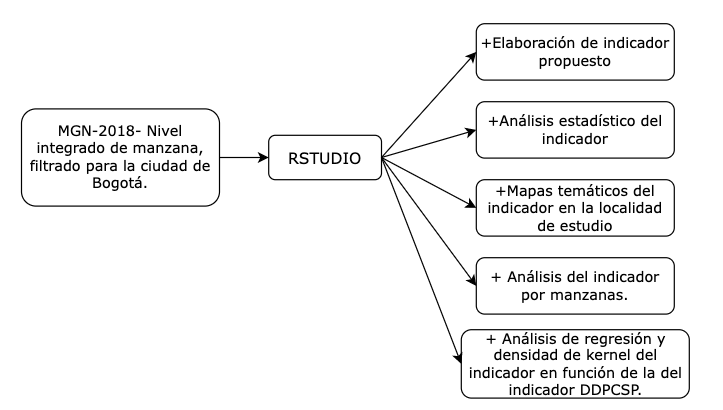 MGN-2018- Nivel
integrado de manzana,
filtrado para la ciudad de
Bogotá.
RSTUDIO
+Elaboración de indicador
propuesto
+Análisis estadístico del
indicador
+Mapas temáticos del
indicador en la localidad
de estudio
+ Análisis del indicador
por manzanas.
+ Análisis de regresión y
densidad de kernel del
indicador en función de la del
indicador DDPCSP.